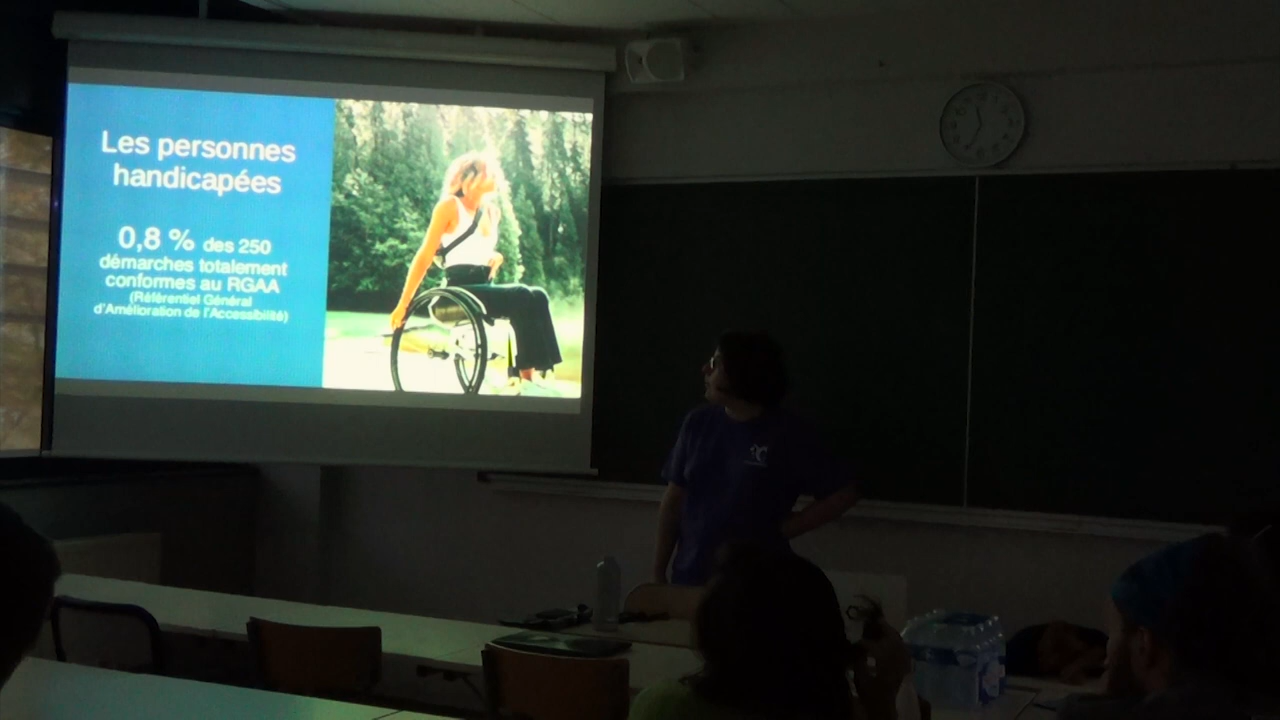 Les personnes
handicapées
0,8 % des 250
démarches totalement
conformes au RGAA
(Référentiel Général
d'Amélioration de l'Accessibilité)